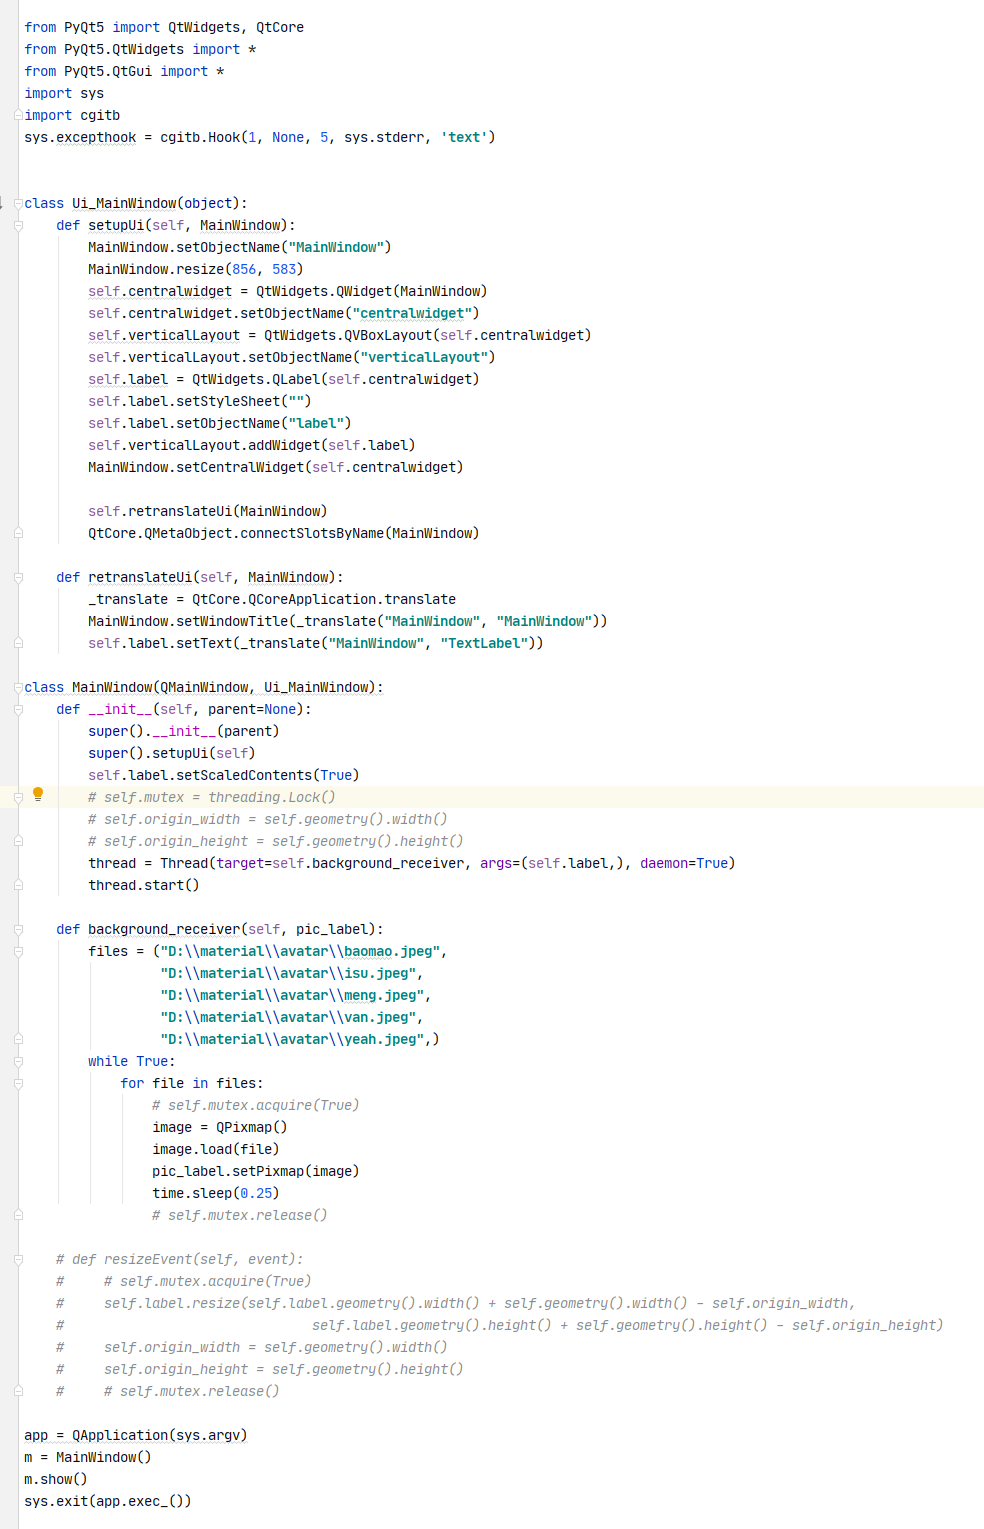 from PyQt5 import QtWidgets, QtCore
from PyQt5.QtWidgets import *
from PyQt5.QtGui import *
import sys
import cgitb
sys.excepthook = cgitb.Hook(1, None, 5, sys.stderr, 'text')
class Ui_MainWindow(object):
    def setupUi(self, MainWindow):
        MainWindow.setObjectName("MainWindow")
        MainWindow.resize(856, 583)
        self.centralwidget = QtWidgets.QWidget(MainWindow)
        self.centralwidget.setObjectName("centralwidget")
        self.verticalLayout = QtWidgets.QVBoxLayout(self.centralwidget)
        self.verticalLayout.setObjectName("verticalLayout")
        self.label = QtWidgets.QLabel(self.centralwidget)
        self.label.setStyleSheet("")
        self.label.setObjectName("label")
        self.verticalLayout.addWidget(self.label)
        MainWindow.setCentralWidget(self.centralwidget)
        self.retranslateUi(MainWindow)
        QtCore.QMetaObject.connectSlotsByName(MainWindow)
    def retranslateUi(self, MainWindow):
        _translate = QtCore.QCoreApplication.translate
        MainWindow.setWindowTitle(_translate("MainWindow", "MainWindow"))
        self.label.setText(_translate("MainWindow", "TextLabel"))
class MainWindow(QMainWindow, Ui_MainWindow):
    def __init__(self, parent=None):
        super().__init__(parent)
        super().setupUi(self)
        self.label.setScaledContents(True)
        # self.mutex = threading.Lock()
        # self.origin_width = self.geometry().width()
        # self.origin_height = self.geometry().height()
        thread = Thread(target=self.background_receiver, args=(self.label,), daemon=True)
        thread.start()
    def background_receiver(self, pic_label):
        files = ("D:\\material\\avatar\\baomao.jpeg",
                 "D:\\material\\avatar\\isu.jpeg",
                 "D:\\material\\avatar\\meng.jpeg",
                 "D:\\material\\avatar\\van.jpeg",
                 "D:\\material\\avatar\\yeah.jpeg",)
        while True:
            for file in files:
                # self.mutex.acquire(True)
                image = QPixmap()
                image.load(file)
                pic_label.setPixmap(image)
                time.sleep(0.25)
                # self.mutex.release()
    # def resizeEvent(self, event):
    #     # self.mutex.acquire(True)
    #     self.label.resize(self.label.geometry().width() + self.geometry().width() - self.origin_width,
    #                               self.label.geometry().height() + self.geometry().height() - self.origin_height)
    #     self.origin_width = self.geometry().width()
    #     self.origin_height = self.geometry().height()
    #     # self.mutex.release()
app = QApplication(sys.argv)
m = MainWindow()
m.show()
sys.exit(app.exec_())